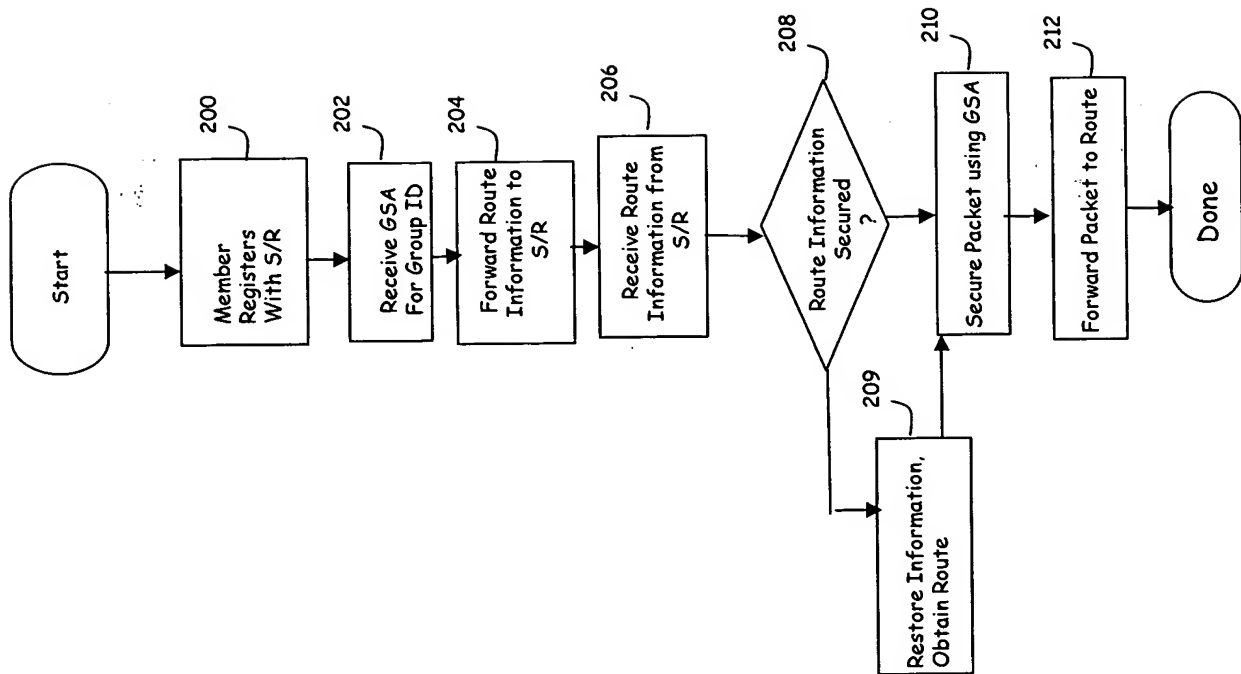 Start
200
Member
Registers
With S/R
202
Receive GSA
For Group ID
204
Forward Route
Information to
S/R
206
Receive Route
Information from
S/R
208
Route Information
Secured
?
209
Restore Information,
Obtain Route
210
Secure Packet using GSA
212
Forward Packet to Route
Done